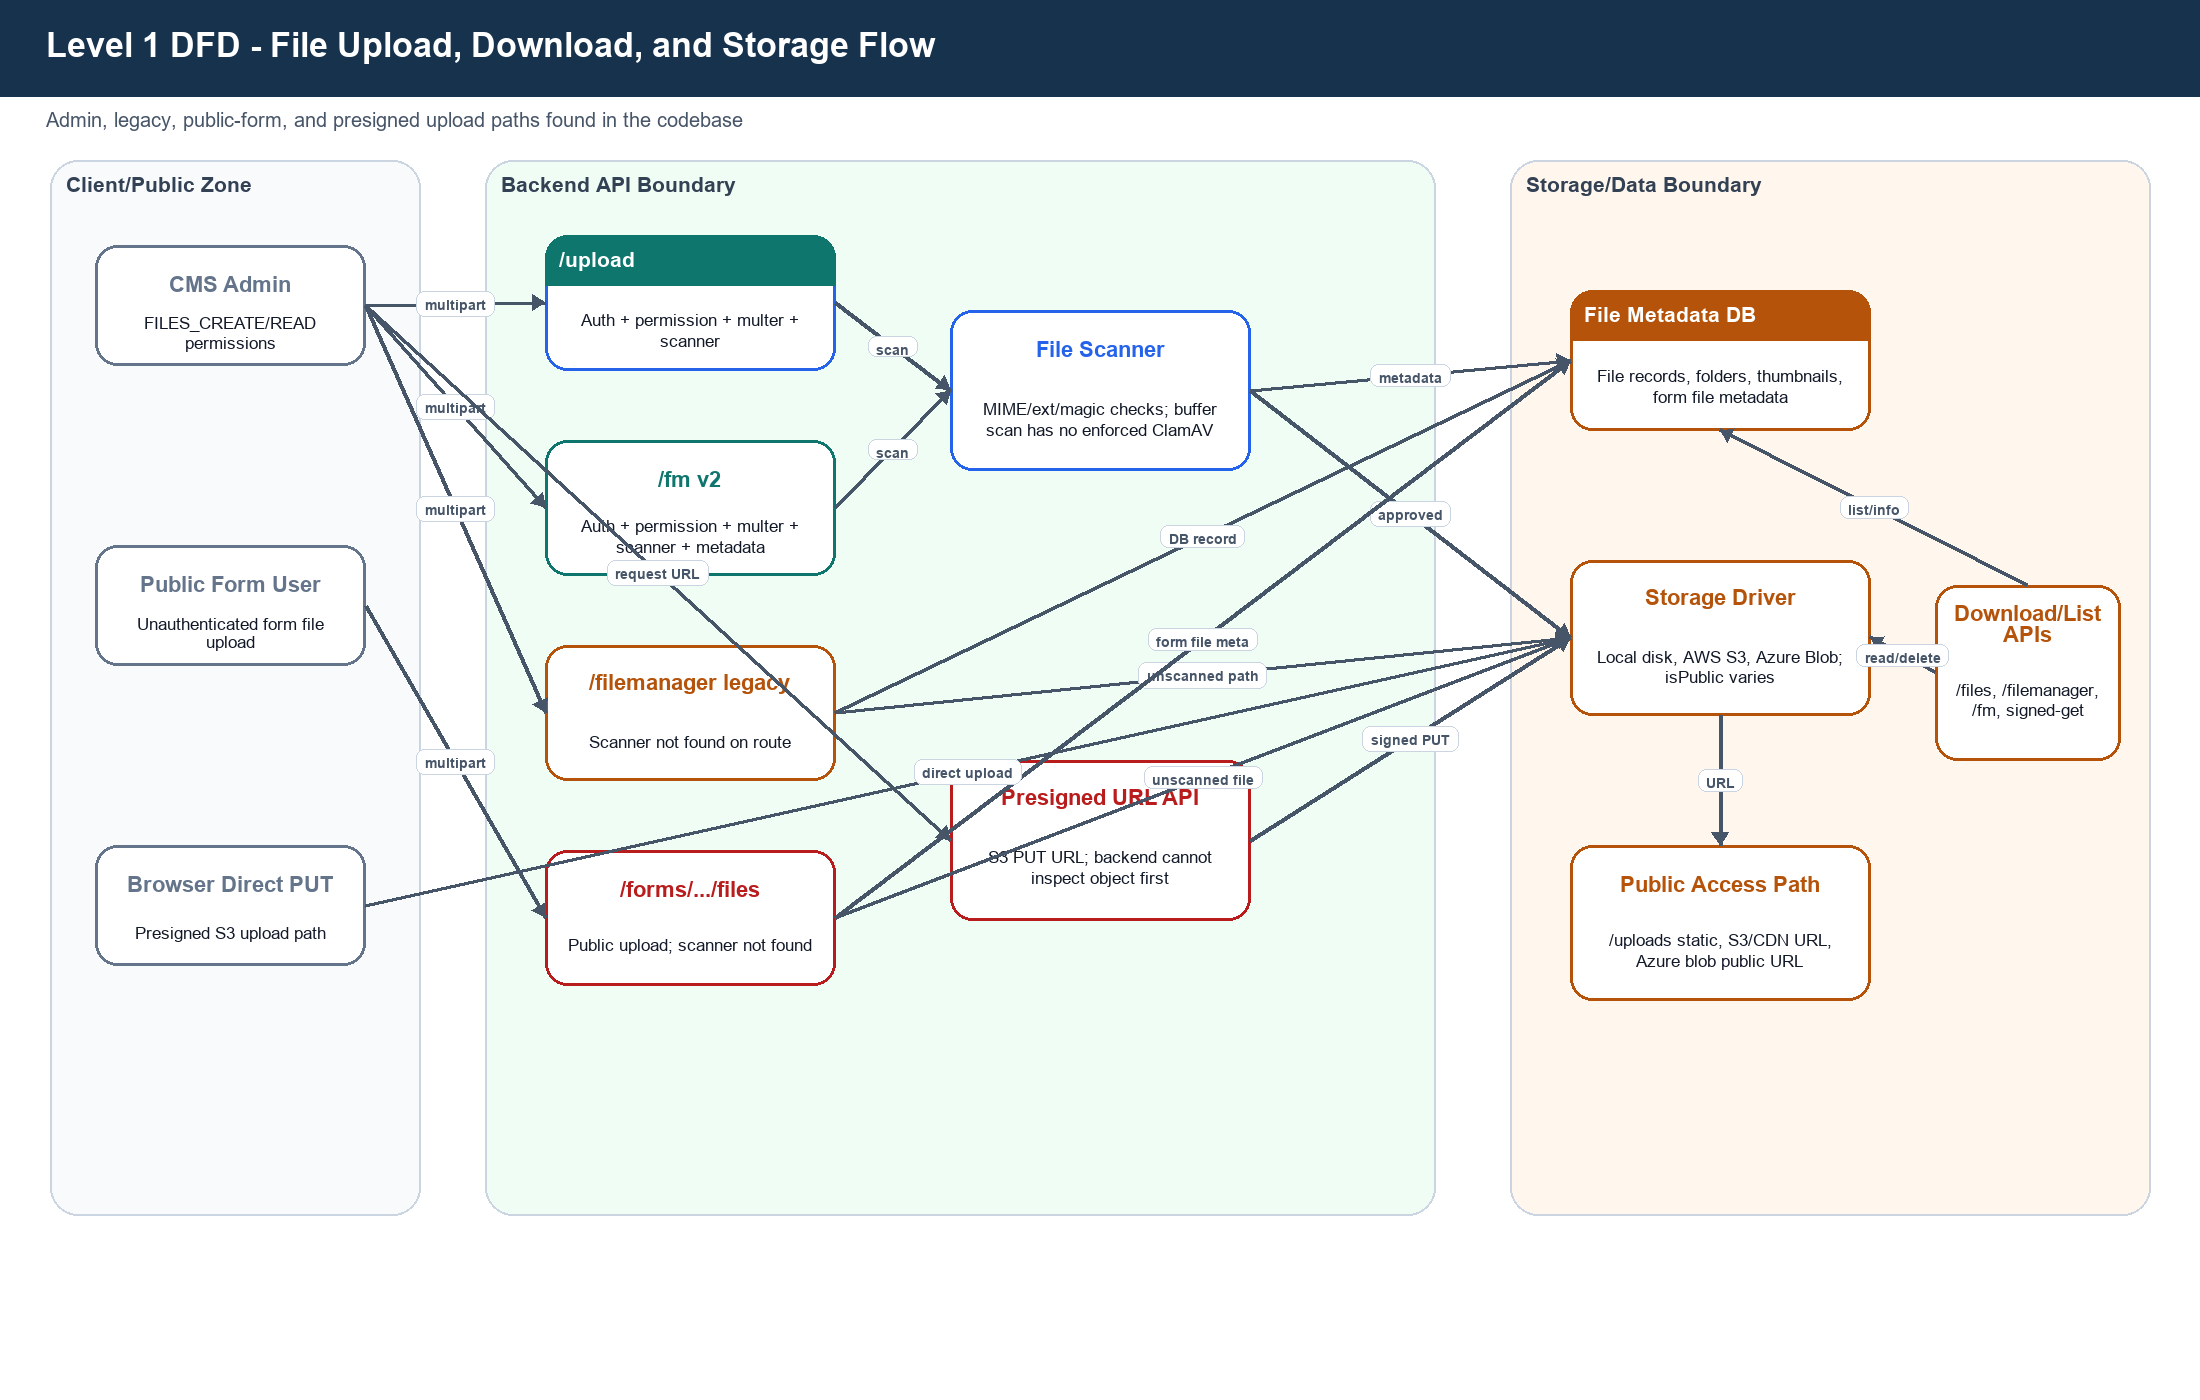 Level 1 DFD - File Upload, Download, and Storage Flow
Admin, legacy, public-form, and presigned upload paths found in the codebase
Client/Public Zone
CMS Admin
FILES_CREATE/READ
permissions
Public Form User
Unauthenticated form file
upload
Browser Direct PUT
Presigned S3 upload path
multipart
multipart
multipart
multipart
Backend API Boundary
/upload
Auth + permission + multer +
scanner
/fm v2
Auth + permission + multer +
scanner + metadata
request URL
/filemanager legacy
Scanner not found on route
/forms/.../files
Public upload; scanner not found
scan
scan
File Scanner
MIME/ext/magic checks; buffer
scan has no enforced ClamAV
DB record
form file meta
unscanned path
direct upload
unscanned file
Presigned URL API
S3 PUT URL; backend cannot
inspect object first
metadata
approved
signed PUT
Storage/Data Boundary
File Metadata DB
File records, folders, thumbnails,
form file metadata
list/info
Storage Driver
Local disk, AWS S3, Azure Blob;
isPublic varies
read/delete
Download/List
APIs
/files, /filemanager,
/fm, signed-get
URL
Public Access Path
/uploads static, S3/CDN URL,
Azure blob public URL